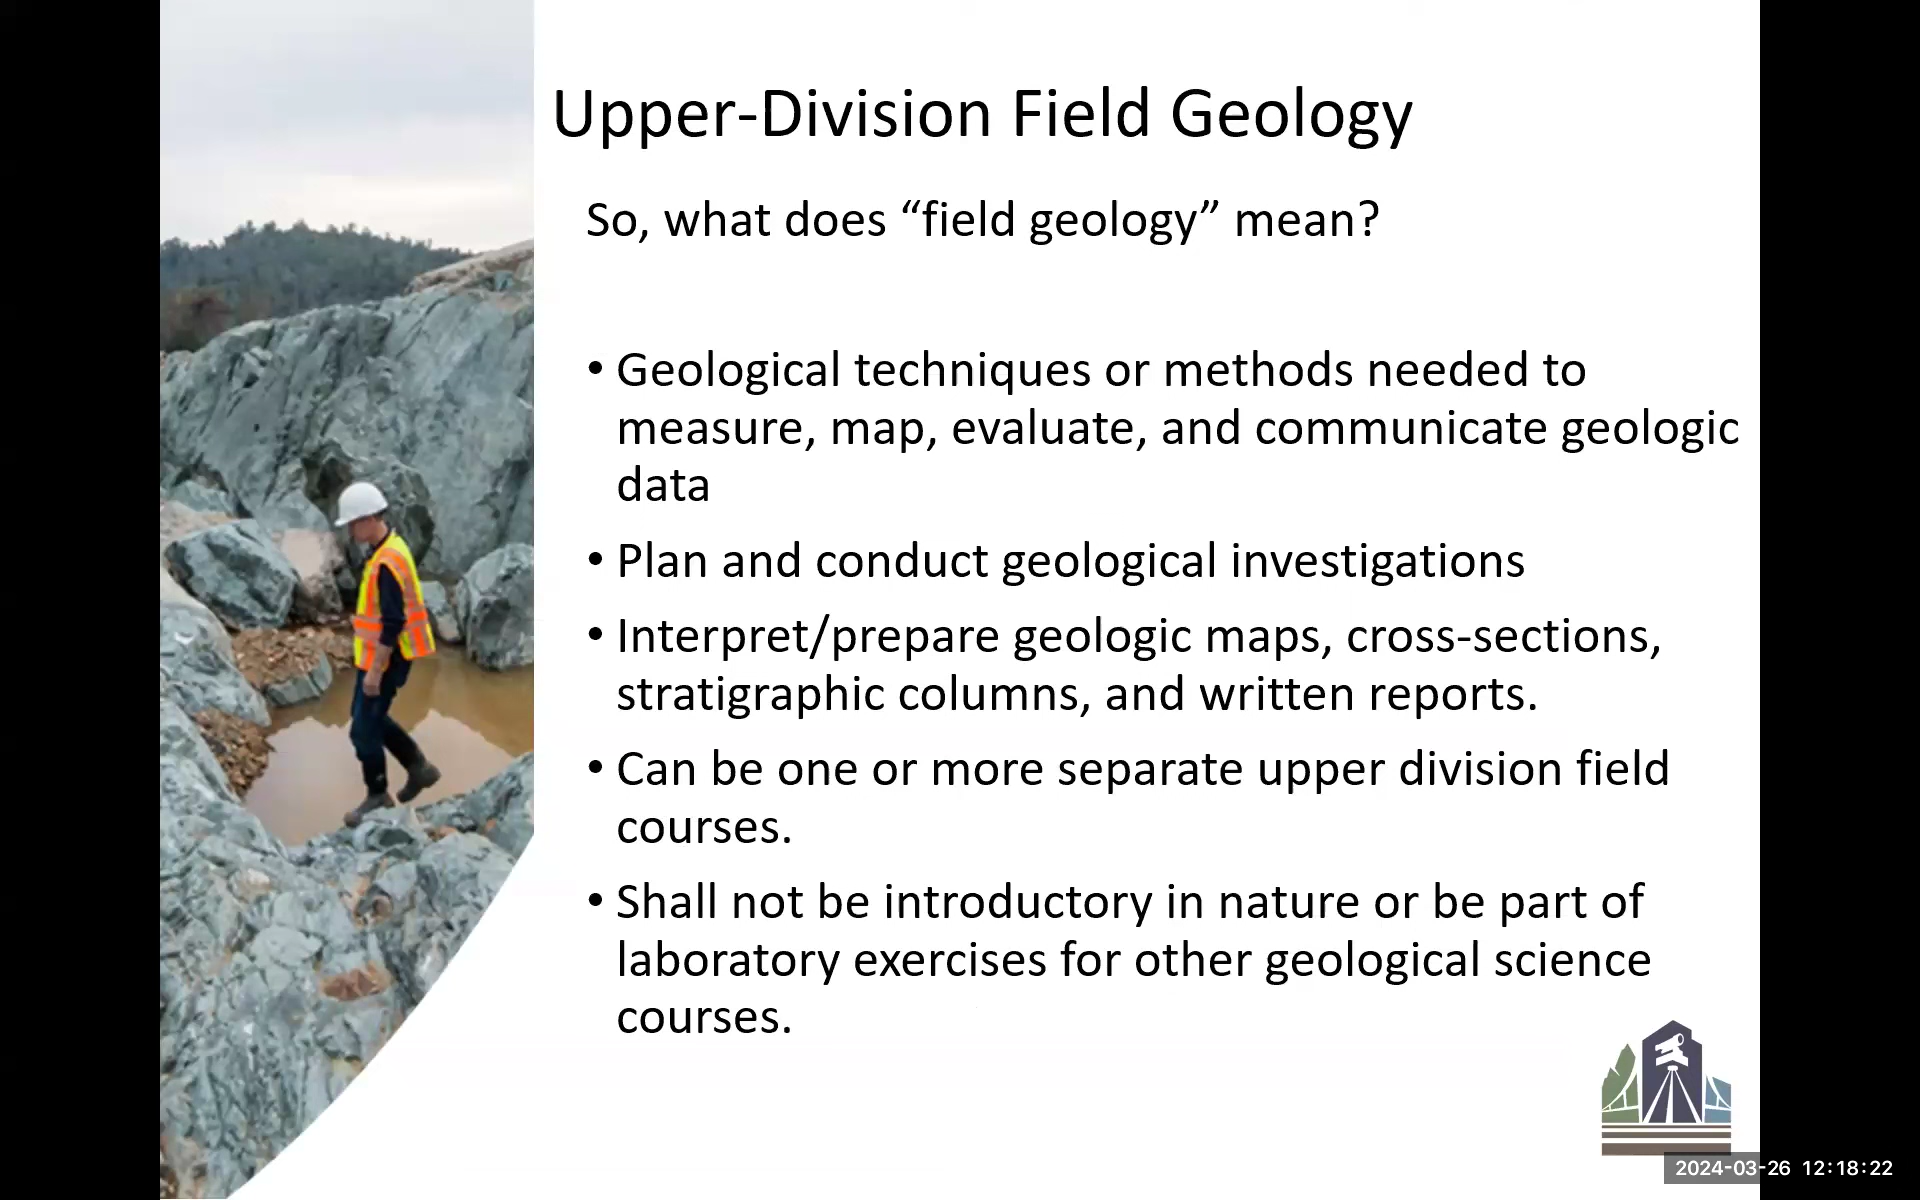 Upper-Division Field Geology
So, what does “field geology” mean?
• Geological techniques or methods needed to
measure, map, evaluate, and communicate geologic
data
• Plan and conduct geological investigations
• Interpret/prepare geologic maps, cross-sections,
stratigraphic columns, and written reports.
• Can be one or more separate upper division field
courses.
• Shall not be introductory in nature or be part of
laboratory exercises for other geological science
courses.
2024-03-26 12:18:22